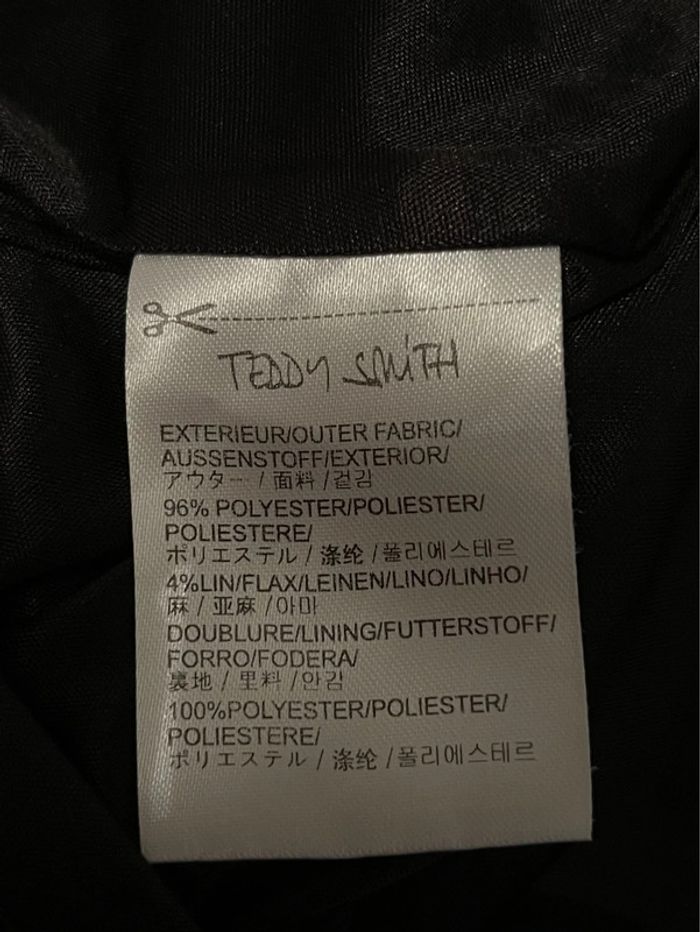 TEDDY SMITH
EXTERIEUR/OUTER FABRIC/
AUSSENSTOFF/EXTERIOR/
アウター / 面料 /겉감
96% POLYESTER/POLIESTER/
POLIESTERE/
ポリエステル / 涤纶 /폴리에스테르
4%LIN/FLAX/LEINEN/LINO/LINHO/
麻 / 亚麻 /아마
DOUBLURE/LINING/FUTTERSTOFF/
FORRO/FODERA/
裏地 / 里料 /안감
100%POLYESTER/POLIESTER/
POLIESTERE/
ポリエステル / 涤纶 /폴리에스테르